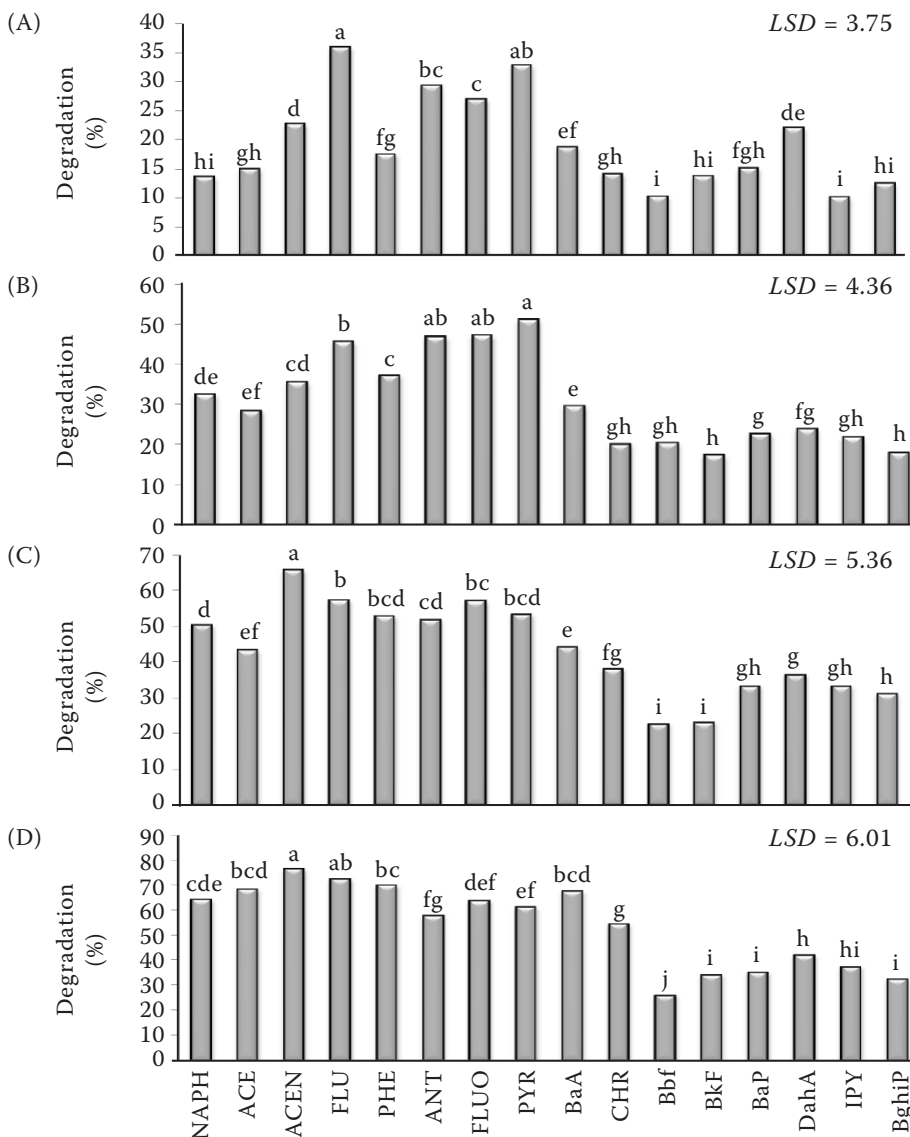 (A)
LSD = 3.75
Degradation
(%)
40
35
30
25
20
15
10
5
0
hi gh d a fg bc c ab ef gh i hi fgh de i hi
(B)
LSD = 4.36
Degradation
(%)
60
50
40
30
20
10
0
de ef cd b c ab ab a e gh gh h g fg gh h
(C)
LSD = 5.36
Degradation
(%)
70
60
50
40
30
20
10
0
d ef a b bcd cd bc bcd e fg i i gh g gh h
(D)
LSD = 6.01
Degradation
(%)
90
80
70
60
50
40
30
20
10
0
cde bcd a ab bc fg def ef bcd g j i i h hi i
NAPH ACE ACEN FLU PHE ANT FLUO PYR BaA CHR Bbf BkF BaP DahA IPY BghiP